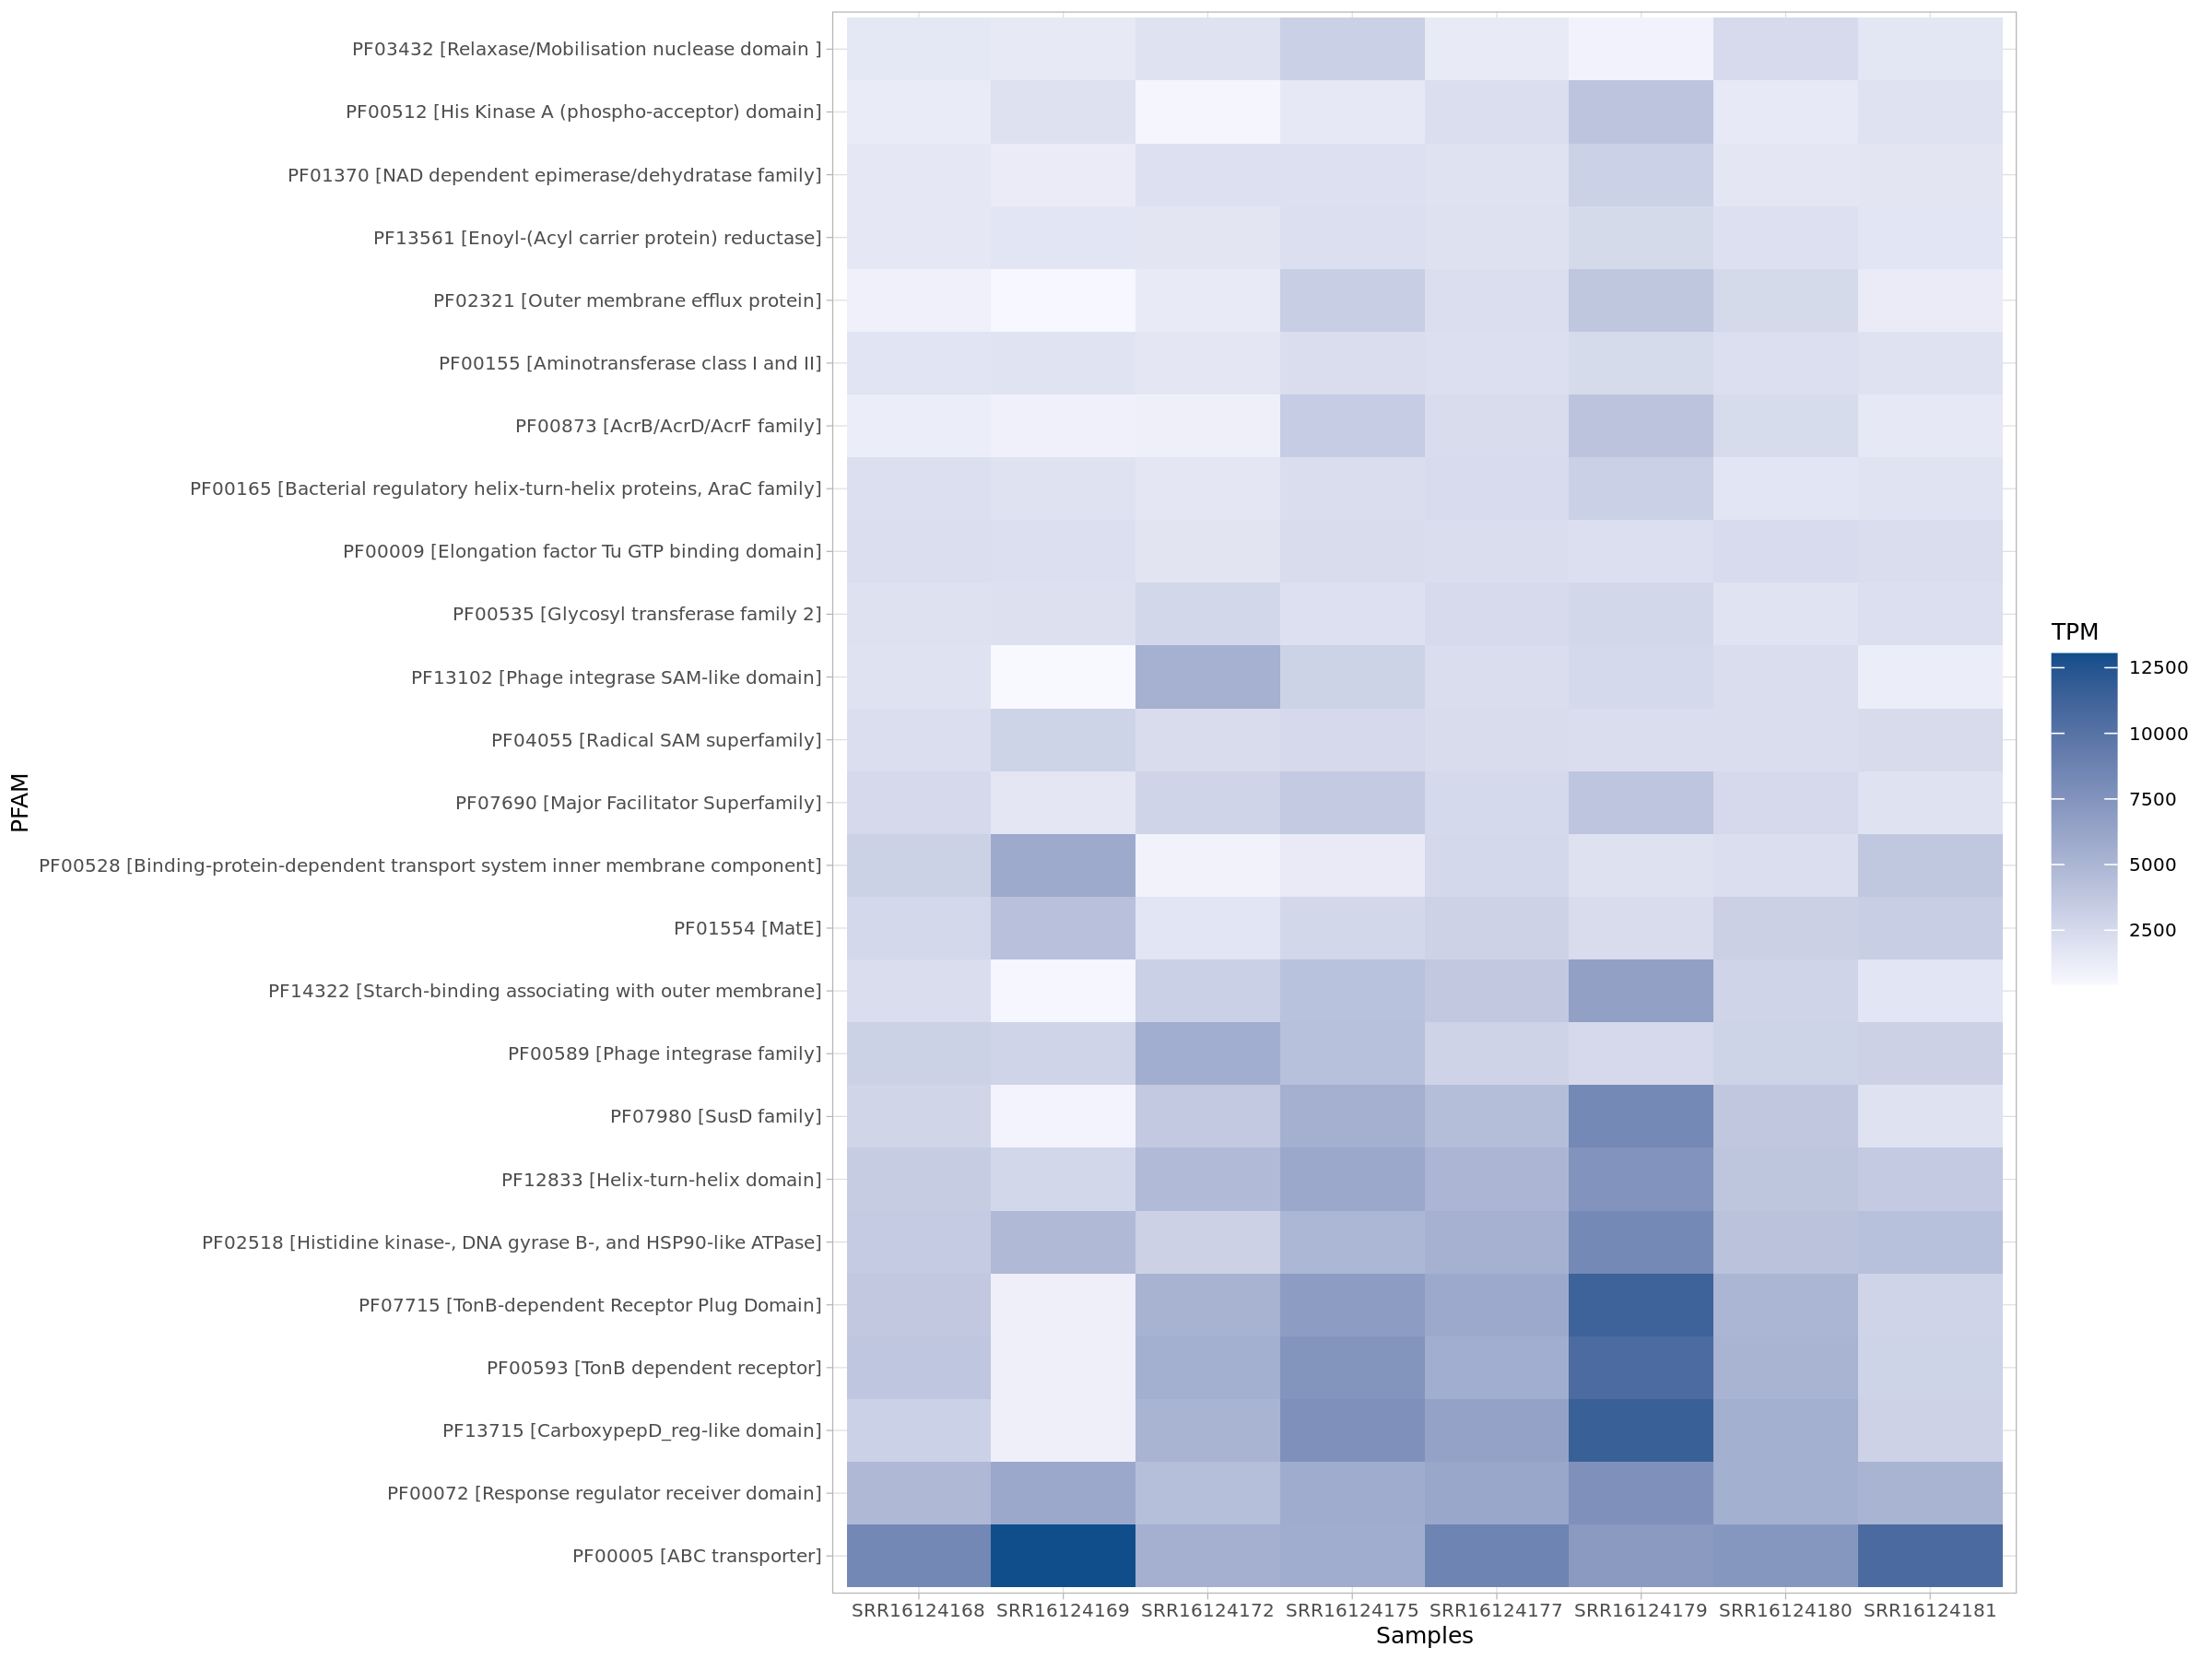 PF03432 [Relaxase/Mobilisation nuclease domain ]
PF00512 [His Kinase A (phospho-acceptor) domain]
PF01370 [NAD dependent epimerase/dehydratase family]
PF13561 [Enoyl-(Acyl carrier protein) reductase]
PF02321 [Outer membrane efflux protein]
PF00155 [Aminotransferase class I and II]
PF00873 [AcrB/AcrD/AcrF family]
PF00165 [Bacterial regulatory helix-turn-helix proteins, AraC family]
PF00009 [Elongation factor Tu GTP binding domain]
PF00535 [Glycosyl transferase family 2]
PF13102 [Phage integrase SAM-like domain]
PF04055 [Radical SAM superfamily]
PF07690 [Major Facilitator Superfamily]
PF00528 [Binding-protein-dependent transport system inner membrane component]
PF01554 [MatE]
PF14322 [Starch-binding associating with outer membrane]
PF00589 [Phage integrase family]
PF07980 [SusD family]
PF12833 [Helix-turn-helix domain]
PF02518 [Histidine kinase-, DNA gyrase B-, and HSP90-like ATPase]
PF07715 [TonB-dependent Receptor Plug Domain]
PF00593 [TonB dependent receptor]
PF13715 [CarboxypepD_reg-like domain]
PF00072 [Response regulator receiver domain]
PF00005 [ABC transporter]
PFAM
SRR16124168 SRR16124169 SRR16124172 SRR16124175 SRR16124177 SRR16124179 SRR16124180 SRR16124181
Samples
TPM
12500
10000
7500
5000
2500